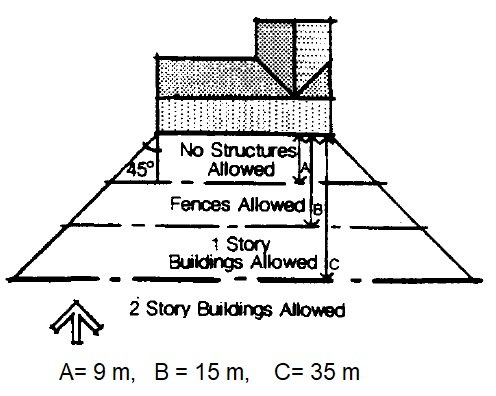 No Structures
Allowed
A
45°
Fences Allowed
B
1 Story
Buildings Allowed
C
2 Story Buildings Allowed
A= 9 m, B = 15 m, C= 35 m